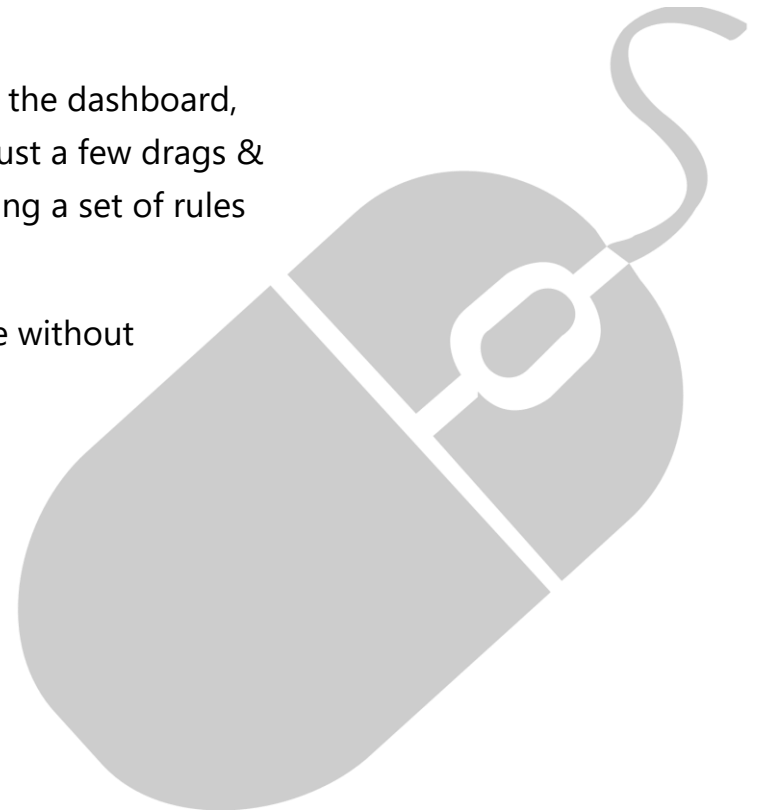 the dashboard,
ust a few drags &
ng a set of rules
e without